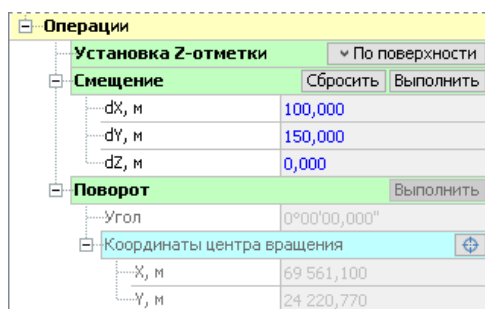 Операции
Установка Z-отметки По поверхности
Смещение Сбросить Выполнить
dX, м 100,000
dY, м 150,000
dZ, м 0,000
Поворот Выполнить
Угол 0°00'00,000"
Координаты центра вращения
X, м 69 561,100
Y, м 24 220,770